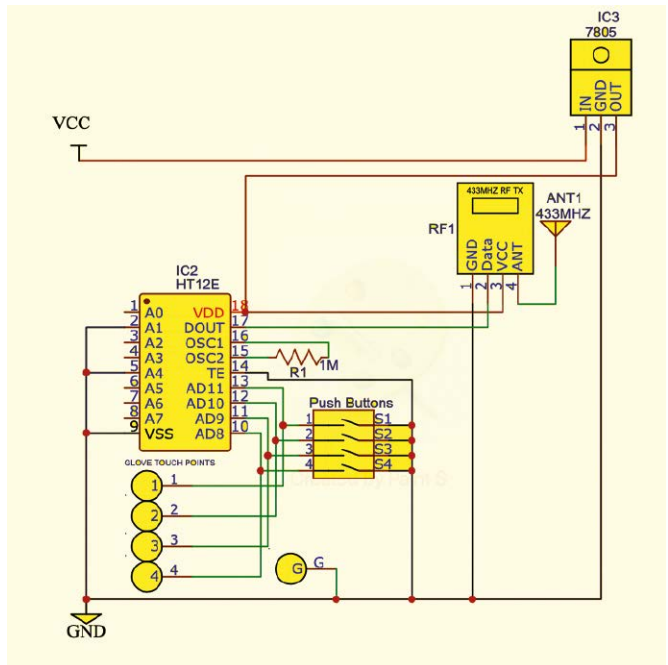 IC3
7805
IN
GND
OUT
1
2
3
VCC
433MHZ RF TX
RF1
GND
Data
VCC
ANT
1
2
3
4
ANT1
433MHZ
IC2
HT12E
1 A0 VDD 18
2 A1 DOUT 17
3 A2 OSC1 16
4 A3 OSC2 15
5 A4 TE 14
6 A5 AD11 13
7 A6 AD10 12
8 A7 AD9 11
9 VSS AD8 10
R1
1M
Push Buttons
1 S1
2 S2
3 S3
4 S4
GLOVE TOUCH POINTS
1 1
2 2
3 3
4 4
G G
GND